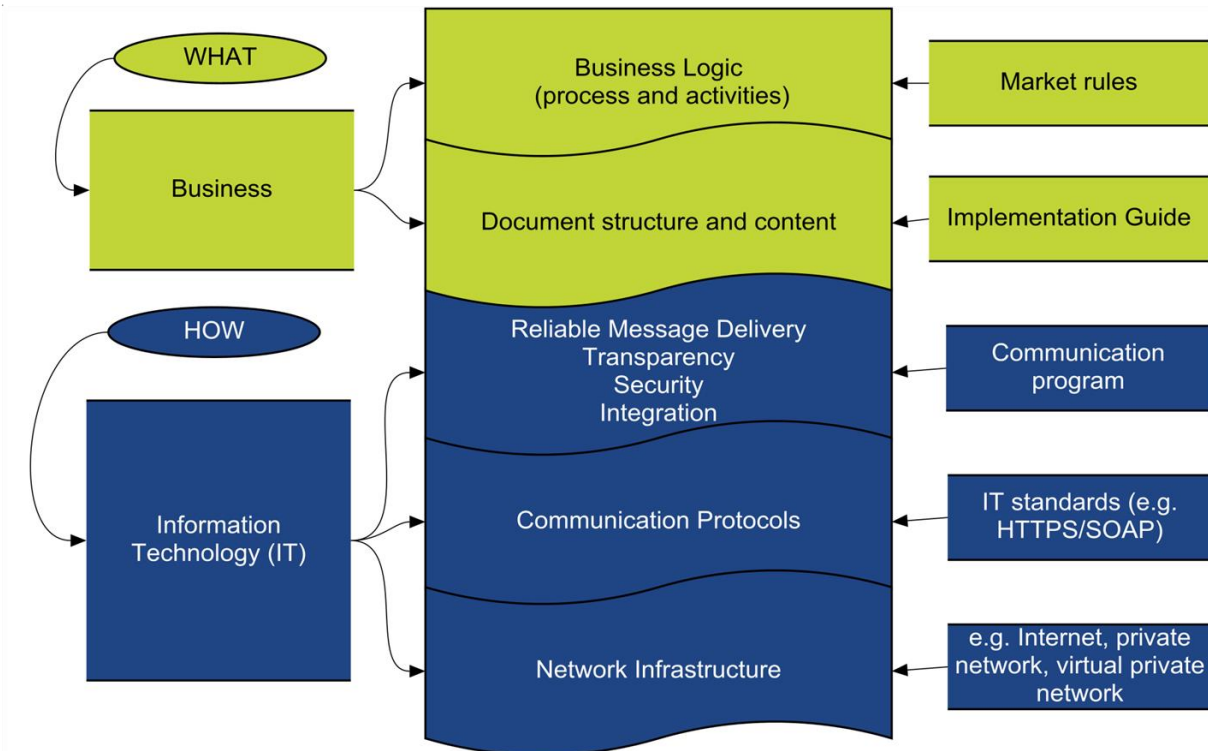 WHAT
Business
HOW
Information
Technology (IT)
Business Logic
(process and activities)
Document structure and content
Reliable Message Delivery
Transparency
Security
Integration
Communication Protocols
Network Infrastructure
Market rules
Implementation Guide
Communication
program
IT standards (e.g.
HTTPS/SOAP)
e.g. Internet, private
network, virtual private
network